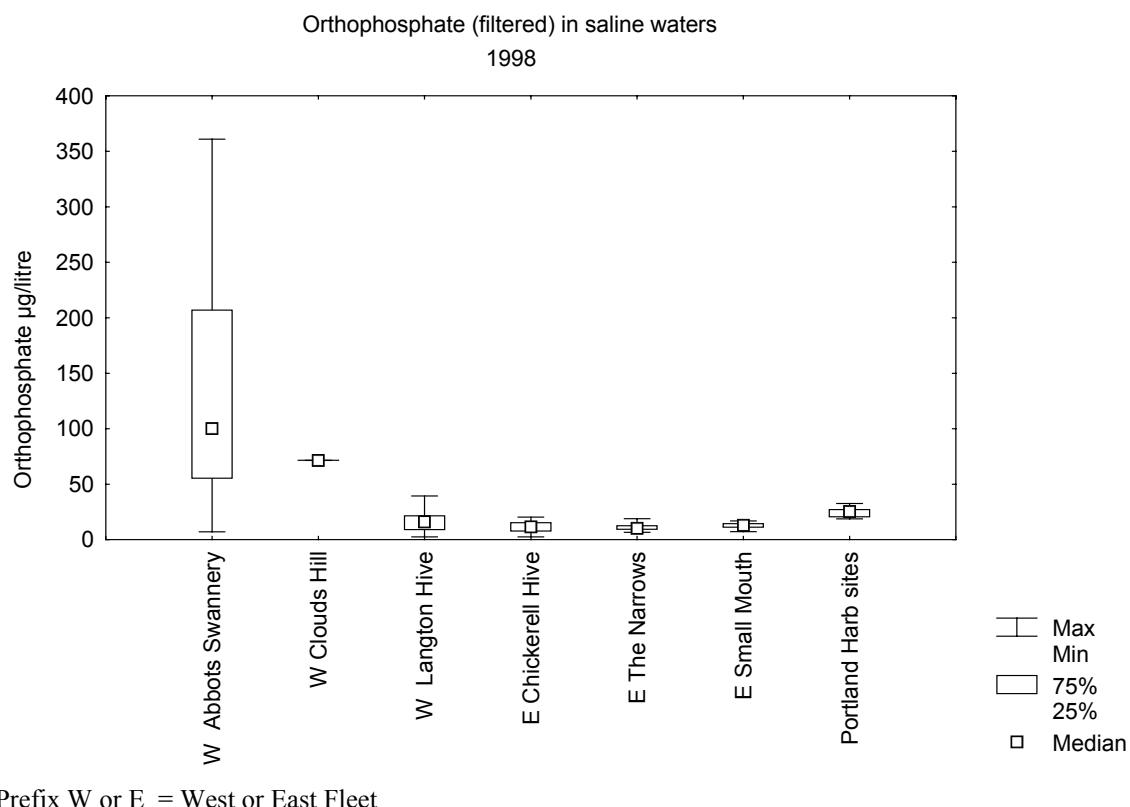 Orthophosphate (filtered) in saline waters
1998
Orthophosphate µg/litre
400
350
300
250
200
150
100
50
0
W Abbots Swannery
W Clouds Hill
W Langton Hive
E Chickerell Hive
E The Narrows
E Small Mouth
Portland Harb sites
Max
Min
75%
25%
Median
Prefix W or E = West or East Fleet